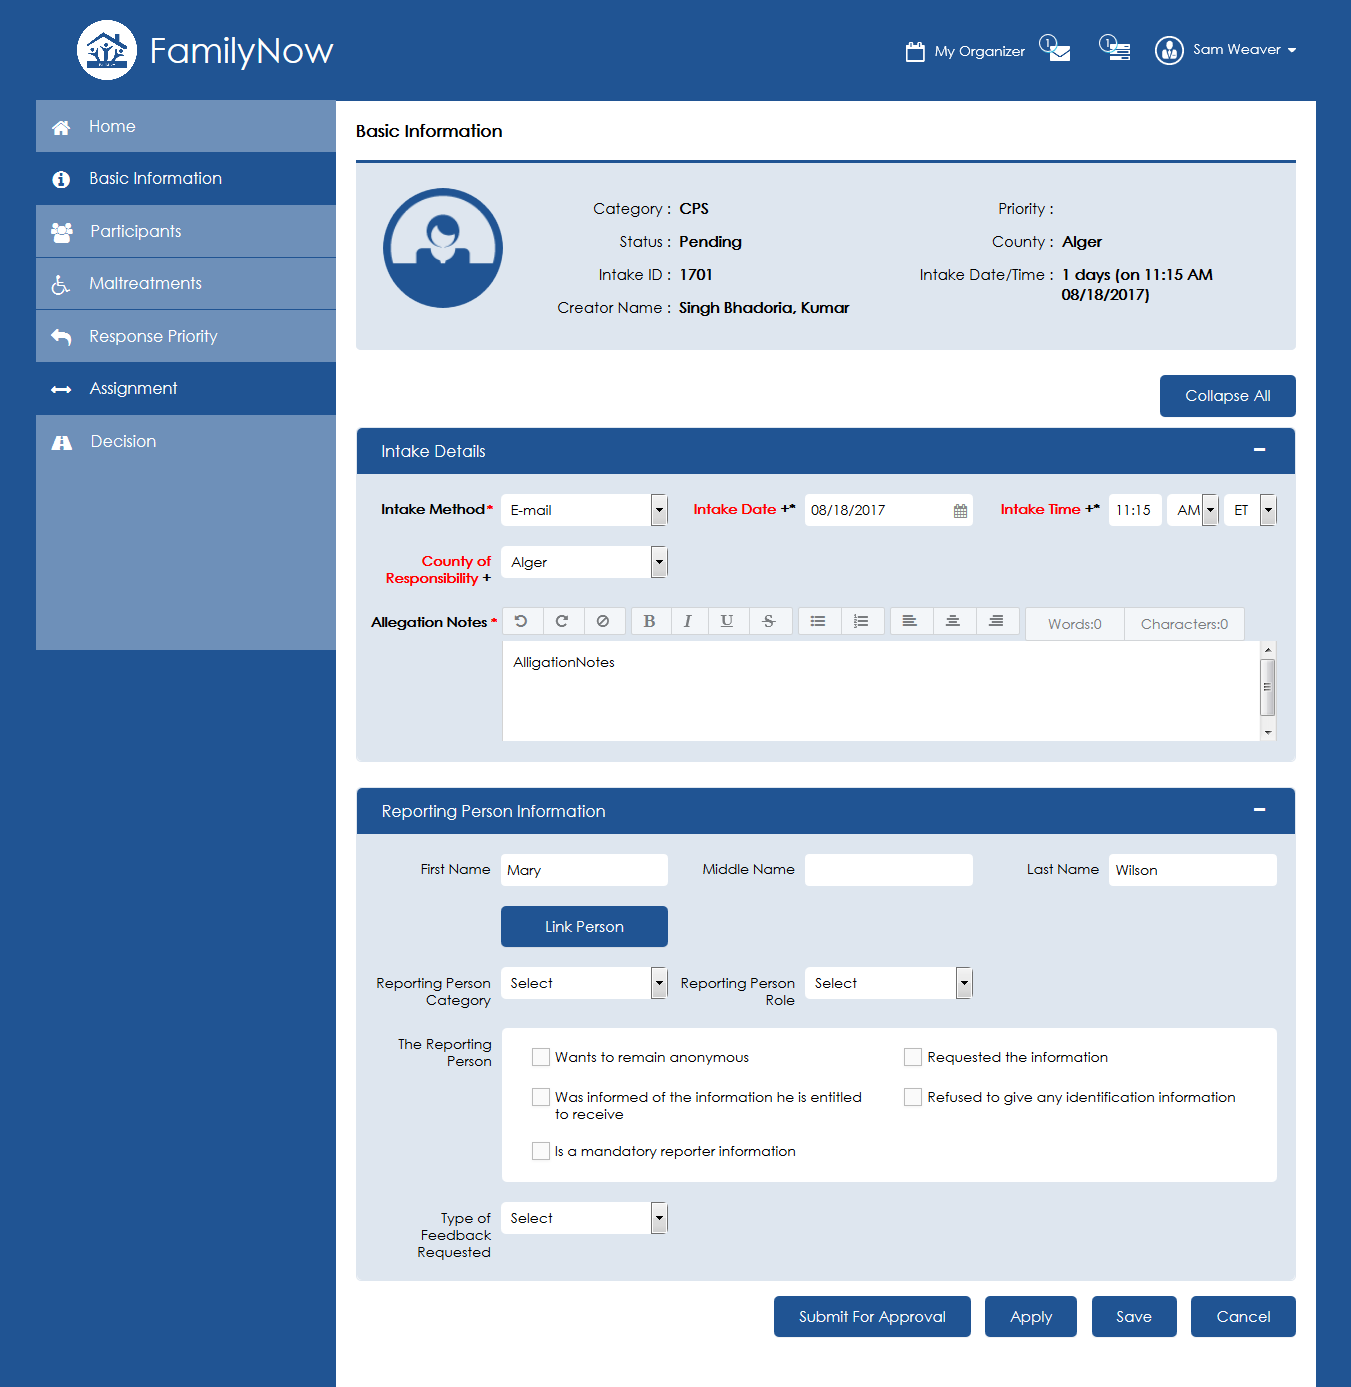 FamilyNow
My Organizer
1
1
Sam Weaver
Home
Basic Information
Participants
Maltreatments
Response Priority
Assignment
Decision
Basic Information
Category : CPS
Priority :
Status : Pending
County : Alger
Intake ID : 1701
Intake Date/Time : 1 days (on 11:15 AM
08/18/2017)
Creator Name : Singh Bhadoria, Kumar
Collapse All
Intake Details
Intake Method* E-mail
Intake Date +* 08/18/2017
Intake Time +* 11:15 AM ET
County of
Responsibility + Alger
Allegation Notes * B I U S Words:0 Characters:0
AlligationNotes
Reporting Person Information
First Name Mary
Middle Name
Last Name Wilson
Link Person
Reporting Person
Category Select
Reporting Person
Role Select
The Reporting
Person
Wants to remain anonymous
Requested the information
Was informed of the information he is entitled
to receive
Refused to give any identification information
Is a mandatory reporter information
Type of
Feedback
Requested
Select
Submit For Approval
Apply
Save
Cancel